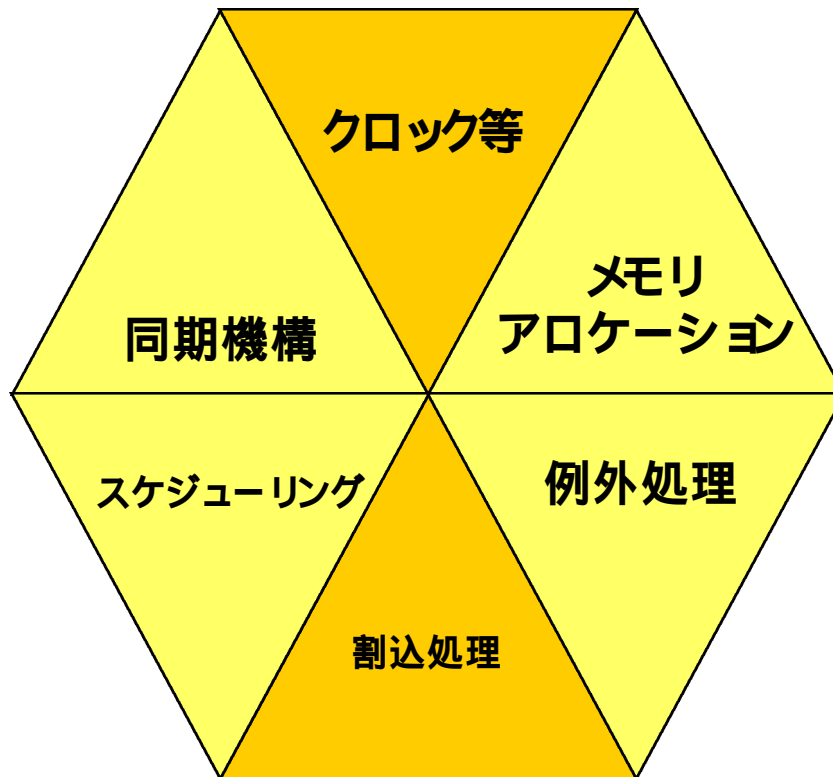 クロック等
メモリ
アロケーション
同期機構
スケジューリング
例外処理
割込処理